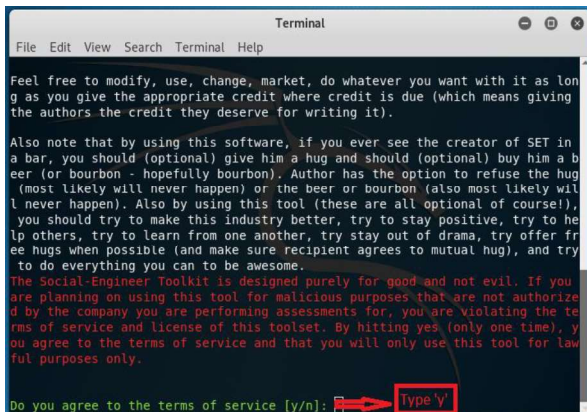 Terminal
File Edit View Search Terminal Help
Feel free to modify, use, change, market, do whatever you want with it as lon
g as you give the appropriate credit where credit is due (which means giving
the authors the credit they deserve for writing it).
Also note that by using this software, if you ever see the creator of SET in
a bar, you should (optional) give him a hug and should (optional) buy him a b
eer (or bourbon - hopefully bourbon). Author has the option to refuse the hug
(most likely will never happen) or the beer or bourbon (also most likely wil
l never happen). Also by using this tool (these are all optional of course!),
you should try to make this industry better, try to stay positive, try to he
lp others, try to learn from one another, try stay out of drama, try offer fr
ee hugs when possible (and make sure recipient agrees to mutual hug), and try
to do everything you can to be awesome.
The Social-Engineer Toolkit is designed purely for good and not evil. If you
are planning on using this tool for malicious purposes that are not authorize
d by the company you are performing assessments for, you are violating the te
rms of service and license of this toolset. By hitting yes (only one time), y
ou agree to the terms of service and that you will only use this tool for law
ful purposes only.
Do you agree to the terms of service [y/n]: Type 'y'